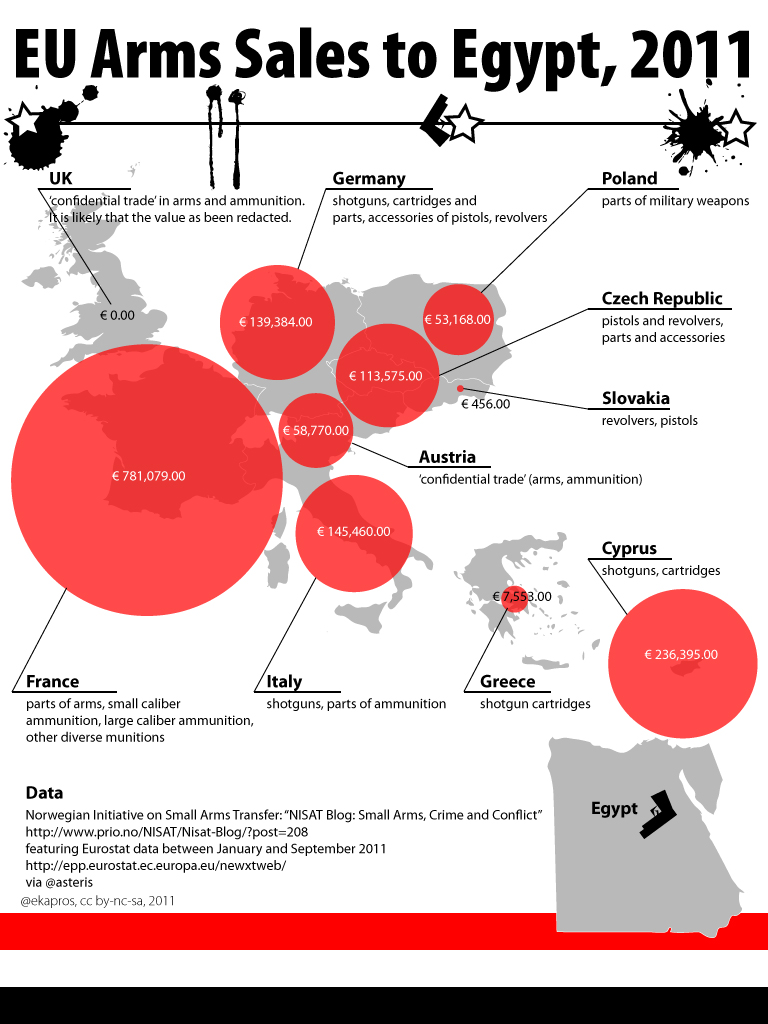 EU Arms Sales to Egypt, 2011
UK
‘confidential trade’ in arms and ammunition.
It is likely that the value as been redacted.
€ 0.00
Germany
shotguns, cartridges and
parts, accessories of pistols, revolvers
€ 139,384.00
Poland
parts of military weapons
€ 53,168.00
Czech Republic
pistols and revolvers,
parts and accessories
€ 113,575.00
Slovakia
revolvers, pistols
€ 456.00
Austria
‘confidential trade’ (arms, ammunition)
€ 58,770.00
€ 781,079.00
€ 145,460.00
€ 7,553.00
Cyprus
shotguns, cartridges
€ 236,395.00
France
parts of arms, small caliber
ammunition, large caliber ammunition,
other diverse munitions
Italy
shotguns, parts of ammunition
Greece
shotgun cartridges
Egypt
Data
Norwegian Initiative on Small Arms Transfer: “NISAT Blog: Small Arms, Crime and Conflict”
http://www.prio.no/NISAT/Nisat-Blog/?post=208
featuring Eurostat data between January and September 2011
http://epp.eurostat.ec.europa.eu/newxtweb/
via @asteris
@ekapros, cc by-nc-sa, 2011